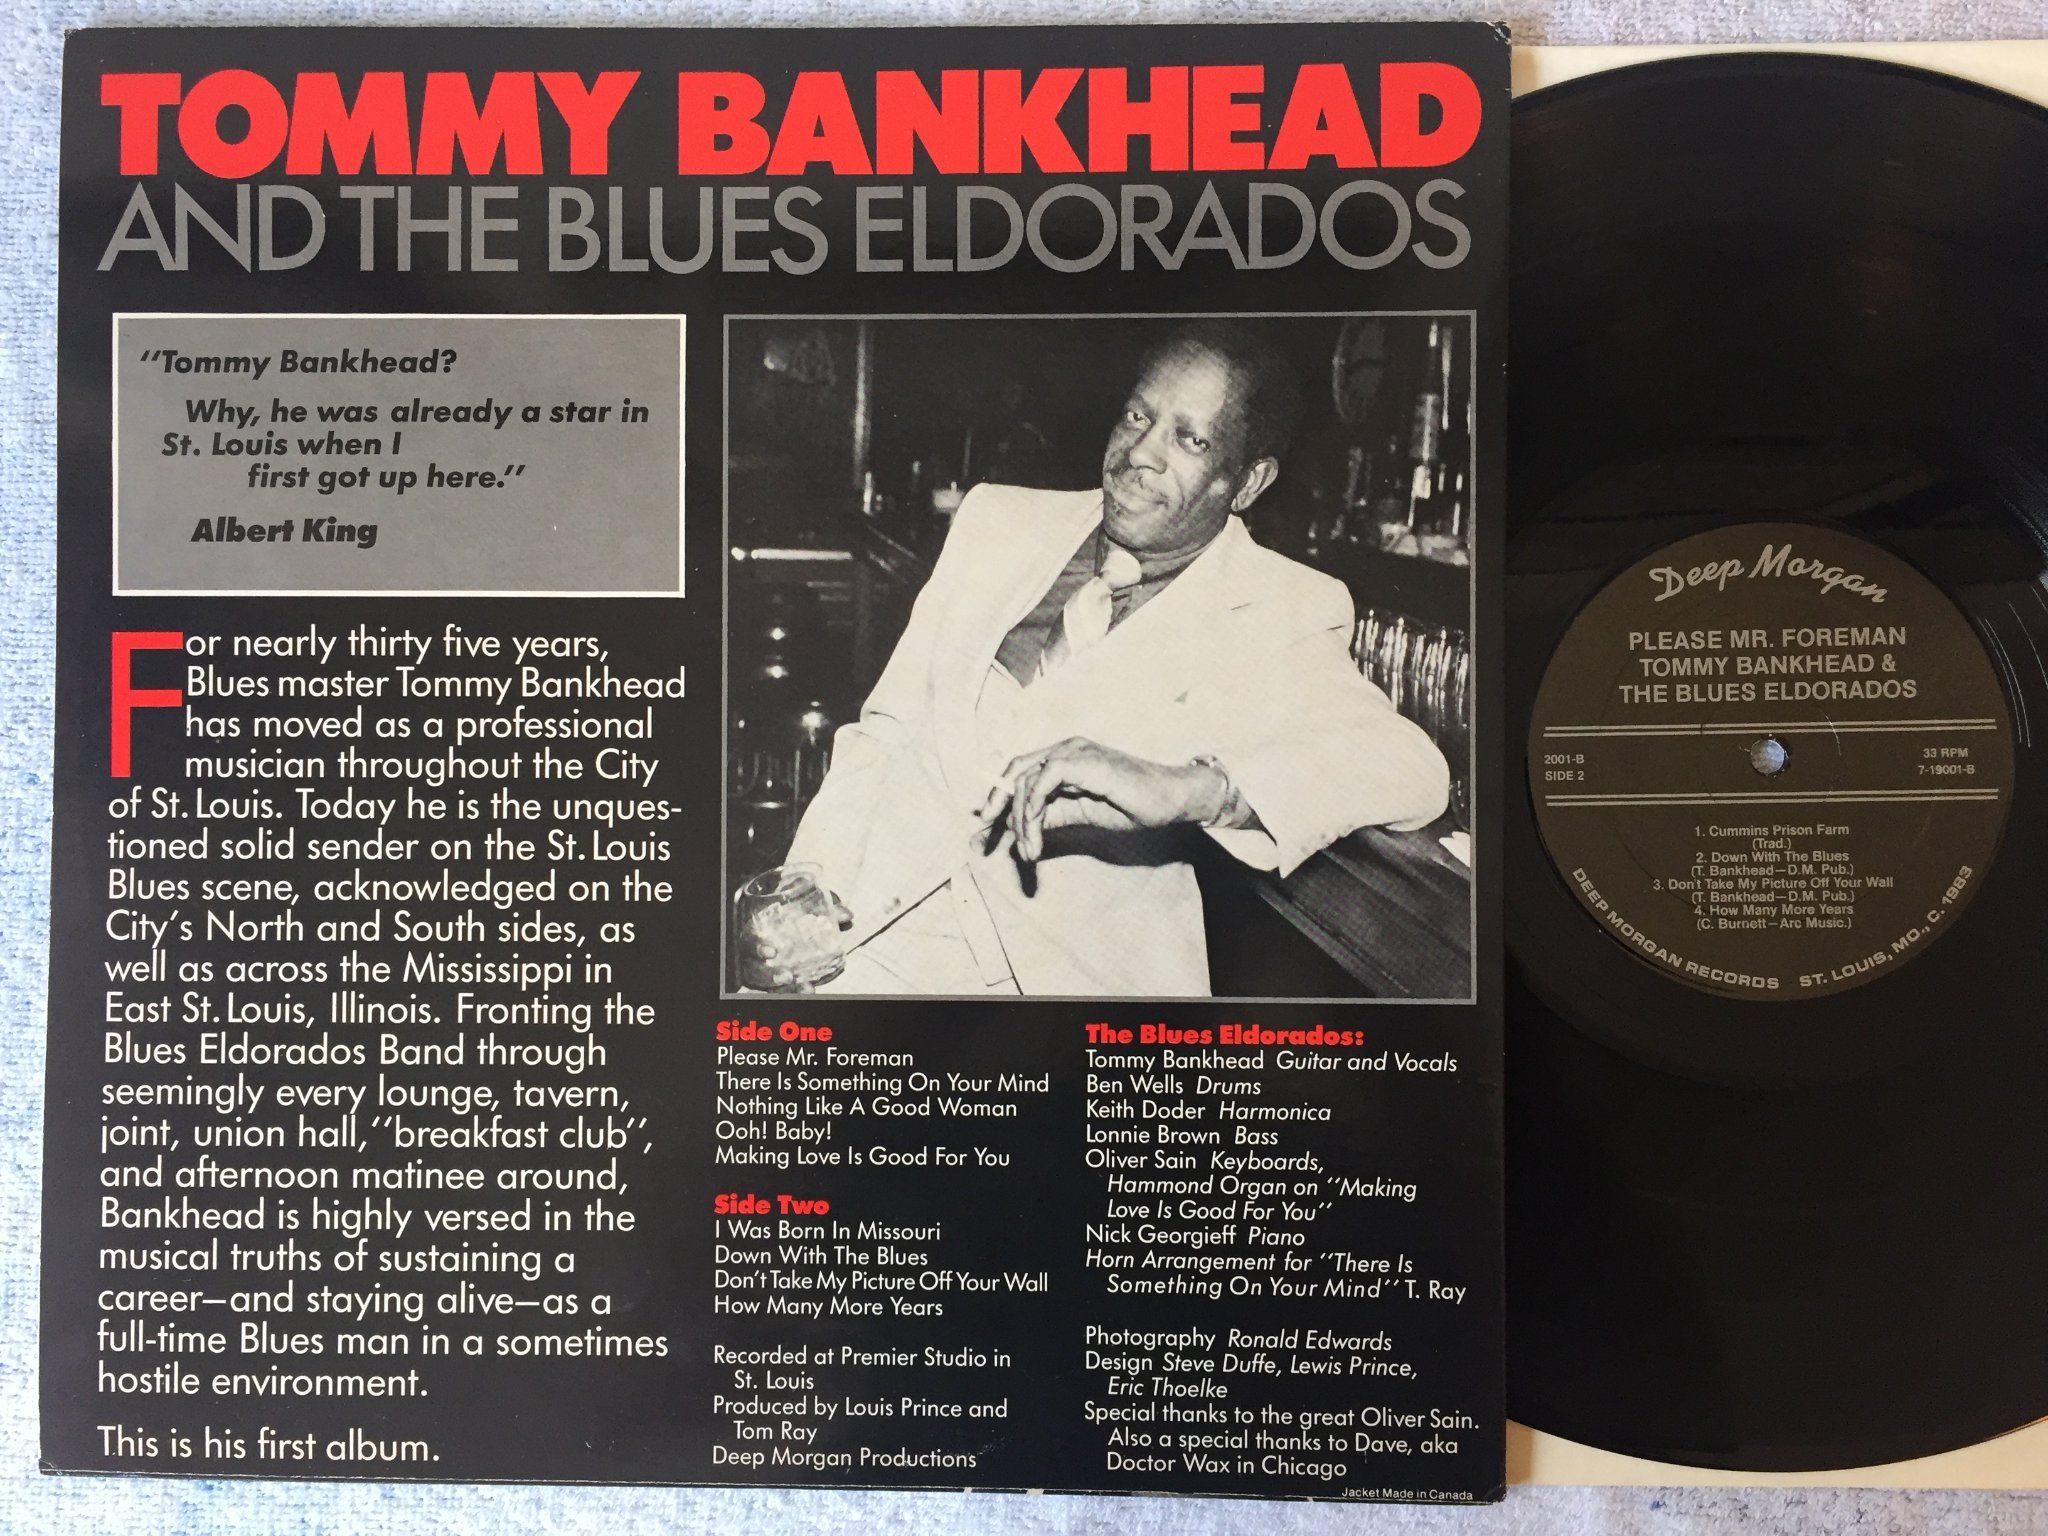 TOMMY BANKHEAD
AND THE BLUES ELDORADOS
"Tommy Bankhead?
Why, he was already a star in
St. Louis when I
first got up here."
Albert King
For nearly thirty five years,
Blues master Tommy Bankhead
has moved as a professional
musician throughout the City
of St. Louis. Today he is the unques-
tioned solid sender on the St. Louis
Blues scene, acknowledged on the
City's North and South sides, as
well as across the Mississippi in
East St. Louis, Illinois. Fronting the
Blues Eldorados Band through
seemingly every lounge, tavern,
joint, union hall, "breakfast club",
and afternoon matinee around,
Bankhead is highly versed in the
musical truths of sustaining a
career—and staying alive—as a
full-time Blues man in a sometimes
hostile environment.
This is his first album.
Side One
Please Mr. Foreman
There Is Something On Your Mind
Nothing Like A Good Woman
Ooh! Baby!
Making Love Is Good For You
Side Two
I Was Born In Missouri
Down With The Blues
Don't Take My Picture Off Your Wall
How Many More Years
Recorded at Premier Studio in
St. Louis
Produced by Louis Prince and
Tom Ray
Deep Morgan Productions
The Blues Eldorados:
Tommy Bankhead Guitar and Vocals
Ben Wells Drums
Keith Doder Harmonica
Lonnie Brown Bass
Oliver Sain Keyboards,
Hammond Organ on "Making
Love Is Good For You"
Nick Georgieff Piano
Horn Arrangement for "There Is
Something On Your Mind" T. Ray
Photography Ronald Edwards
Design Steve Duffe, Lewis Prince,
Eric Thoelke
Special thanks to the great Oliver Sain.
Also a special thanks to Dave, aka
Doctor Wax in Chicago
Jacket Made in Canada
Deep Morgan
PLEASE MR. FOREMAN
TOMMY BANKHEAD &
THE BLUES ELDORADOS
2001-B
SIDE 2
33 RPM
7-19001-B
1. Cummins Prison Farm
(Trad.)
2. Down With The Blues
(T. Bankhead—D.M. Pub.)
3. Don't Take My Picture Off Your Wall
(T. Bankhead—D.M. Pub.)
4. How Many More Years
(C. Burnett—Arc Music.)
DEEP MORGAN RECORDS ST. LOUIS, MO., C. 1983